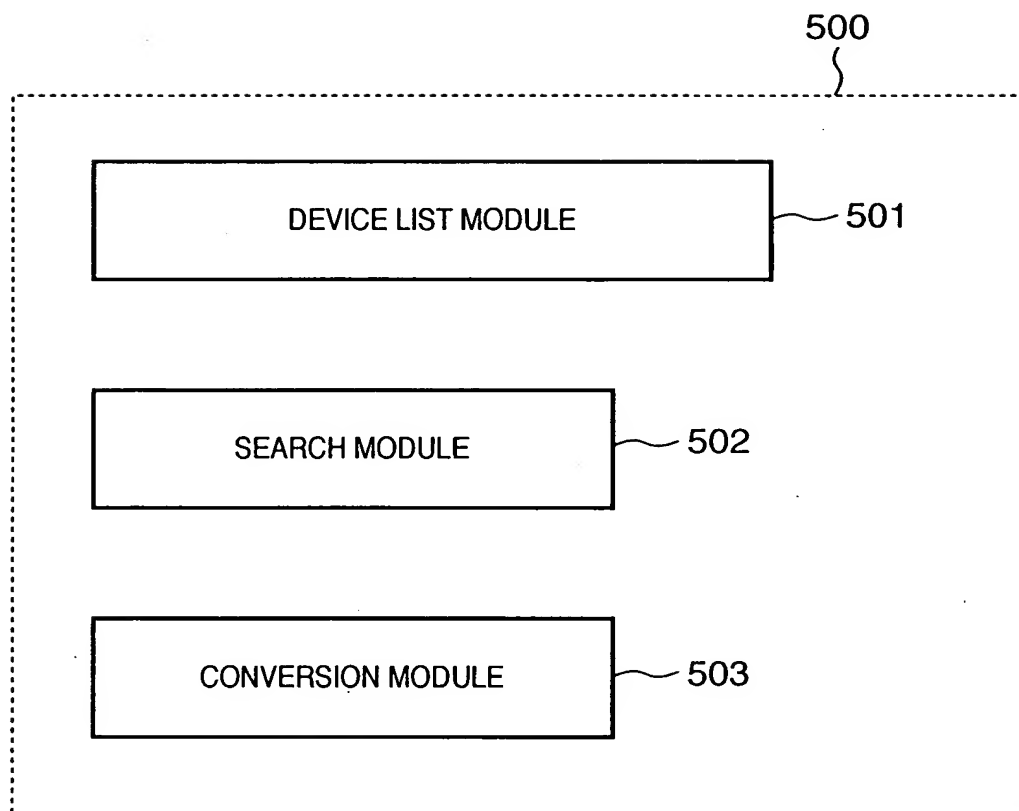 500
DEVICE LIST MODULE
501
SEARCH MODULE
502
CONVERSION MODULE
503